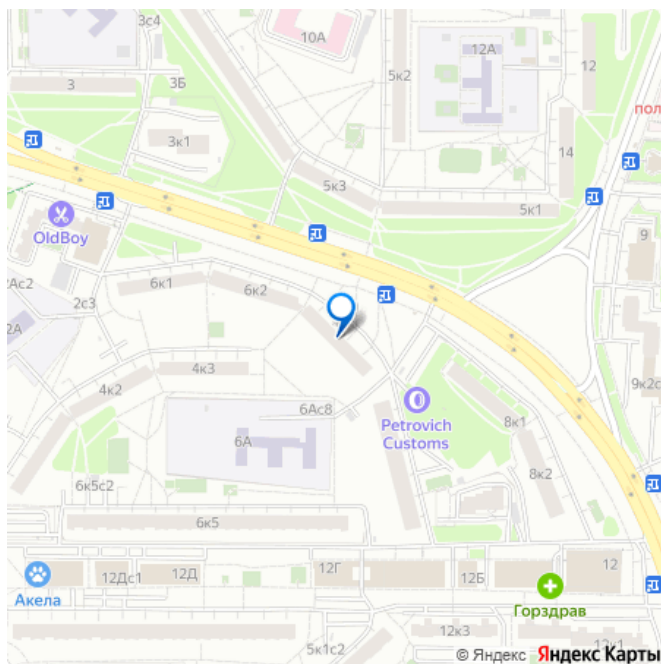 3с4
10А
12А
12
3
3Б
5к2
пол
3к1
14
5к3
5к1
OldBoy
9
2Ас2
6к1
6к2
2с3
2А
4к3
9к2с
4к2
6Ас8
Petrovich
Customs
8к1
6А
8к2
6к5с2
6к5
12Дс1
12Д
12Г
12Б
12
Акела
Горздрав
5к1с2
12к3
12к1
© Яндекс Яндекс Карты